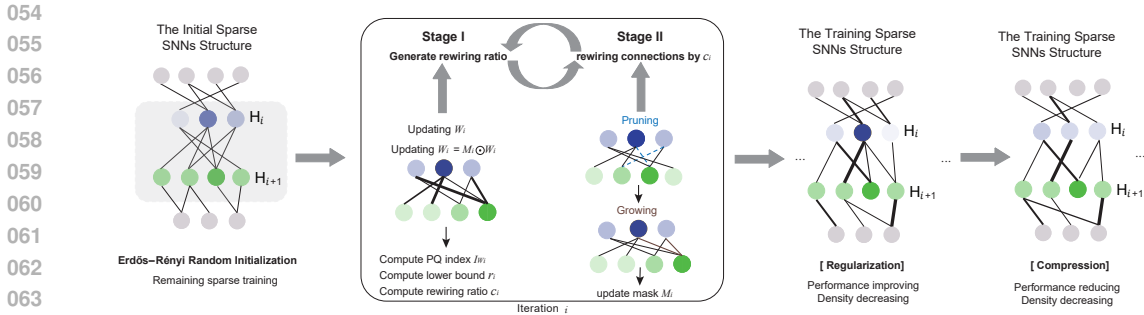 054
055
056
057
058
059
060
061
062
063
The Initial Sparse
SNNs Structure
Hi
Hi+1
Erdős–Rényi Random Initialization
Remaining sparse training
Stage I
Generate rewiring ratio
Updating Wi
Updating Wi = Mi⊙Wi
Compute PQ index Iwi
Compute lower bound ri
Compute rewiring ratio ci
Stage II
rewiring connections by ci
Pruning
Growing
update mask Mi
Iteration i
The Training Sparse
SNNs Structure
...
Hi
Hi+1
[ Regularization]
Performance improving
Density decreasing
...
The Training Sparse
SNNs Structure
Hi
...
Hi+1
[ Compression]
Performance reducing
Density decreasing